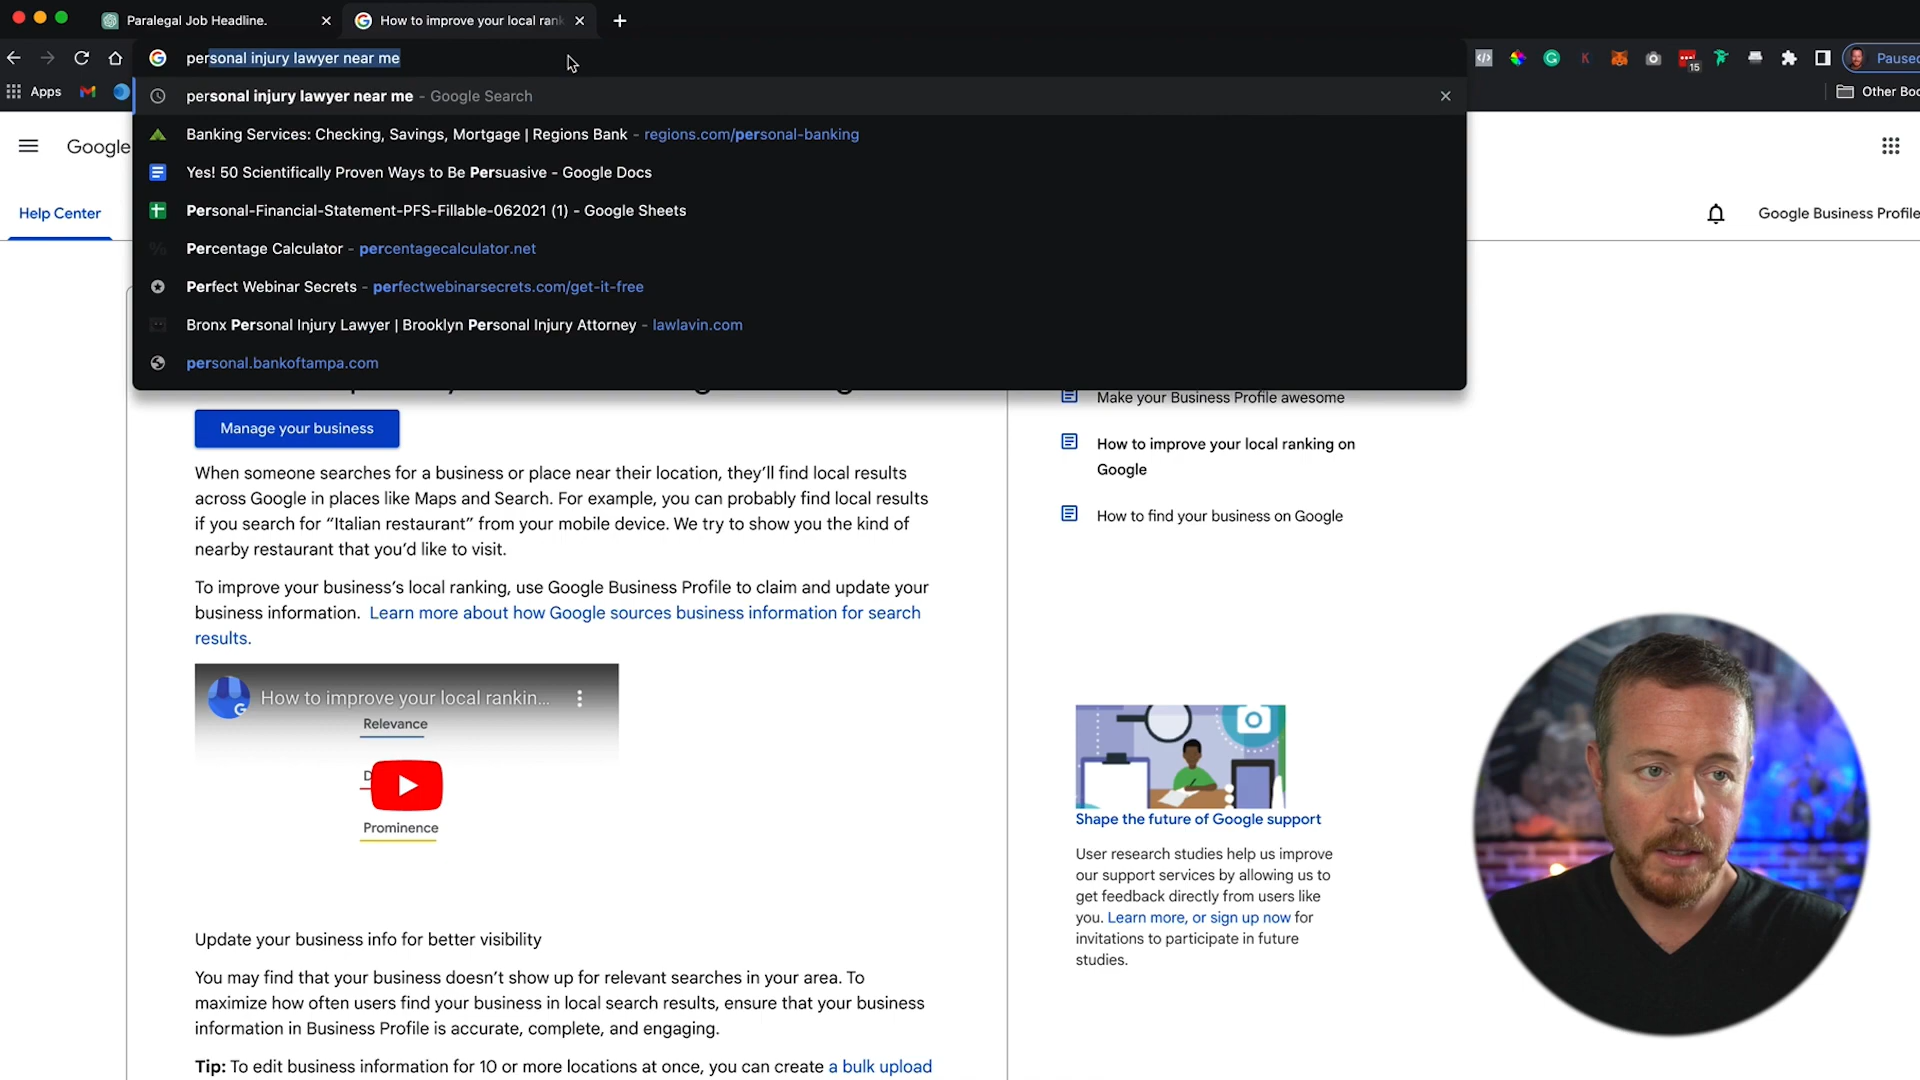 Paralegal Job Headline.
How to improve your local rank
personal injury lawyer near me
15
Paused
Apps
Other Boo
personal injury lawyer near me - Google Search
Banking Services: Checking, Savings, Mortgage | Regions Bank - regions.com/personal-banking
Yes! 50 Scientifically Proven Ways to Be Persuasive - Google Docs
Personal-Financial-Statement-PFS-Fillable-062021 (1) - Google Sheets
Percentage Calculator - percentagecalculator.net
Perfect Webinar Secrets - perfectwebinarsecrets.com/get-it-free
Bronx Personal Injury Lawyer | Brooklyn Personal Injury Attorney - lawlavin.com
personal.bankoftampa.com
Google
Help Center
Google Business Profile
Manage your business
When someone searches for a business or place near their location, they’ll find local results
across Google in places like Maps and Search. For example, you can probably find local results
if you search for “Italian restaurant” from your mobile device. We try to show you the kind of
nearby restaurant that you’d like to visit.
To improve your business’s local ranking, use Google Business Profile to claim and update your
business information. Learn more about how Google sources business information for search
results.
How to improve your local rankin...
Relevance
D
Prominence
Update your business info for better visibility
You may find that your business doesn’t show up for relevant searches in your area. To
maximize how often users find your business in local search results, ensure that your business
information in Business Profile is accurate, complete, and engaging.
Tip: To edit business information for 10 or more locations at once, you can create a bulk upload
Make your Business Profile awesome
How to improve your local ranking on
Google
How to find your business on Google
Shape the future of Google support
User research studies help us improve
our support services by allowing us to
get feedback directly from users like
you. Learn more, or sign up now for
invitations to participate in future
studies.